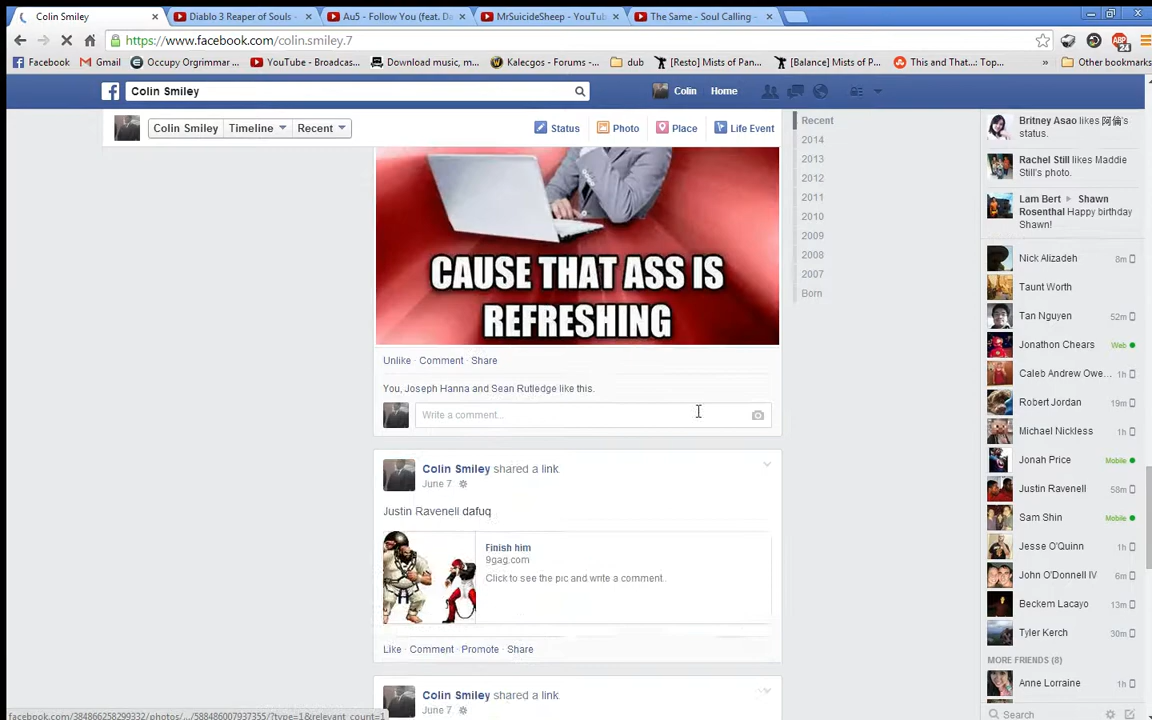 Colin Smiley
Diablo 3 Reaper of Souls -
Au5 - Follow You (feat. Da
MrSuicideSheep - YouTub
The Same - Soul Calling -
https://www.facebook.com/colin.smiley.7
ABP
24
Facebook
Gmail
Occupy Orgrimmar ...
YouTube - Broadcas...
Download music, m...
Kalecgos - Forums -...
dub
[Resto] Mists of Pan...
[Balance] Mists of P...
This and That...: Top...
»
Other bookmarks
Colin Smiley
Colin
Home
Colin Smiley
Timeline
Recent
Status
Photo
Place
Life Event
CAUSE THAT ASS IS
REFRESHING
Unlike · Comment · Share
You, Joseph Hanna and Sean Rutledge like this.
Write a comment...
Colin Smiley shared a link
June 7
Justin Ravenell dafuq
Finish him
9gag.com
Click to see the pic and write a comment
Like · Comment · Promote · Share
Colin Smiley shared a link
June 7
Recent
2014
2013
2012
2011
2010
2009
2008
2007
Born
Britney Asao likes 阿倫's
status.
Rachel Still likes Maddie
Still's photo.
Lam Bert ▸ Shawn
Rosenthal Happy birthday
Shawn!
Nick Alizadeh 8m
Taunt Worth
Tan Nguyen 52m
Jonathon Chears Web
Caleb Andrew Owe... 1h
Robert Jordan 19m
Michael Nickless 1h
Jonah Price Mobile
Justin Ravenell 58m
Sam Shin Mobile
Jesse O'Quinn 1h
John O'Donnell IV 6m
Beckem Lacayo 13m
Tyler Kerch 30m
MORE FRIENDS (8)
Anne Lorraine 1h
Search
facebook.com/384866258299332/photos/.../588486007937355/?type=1&relevant_count=1